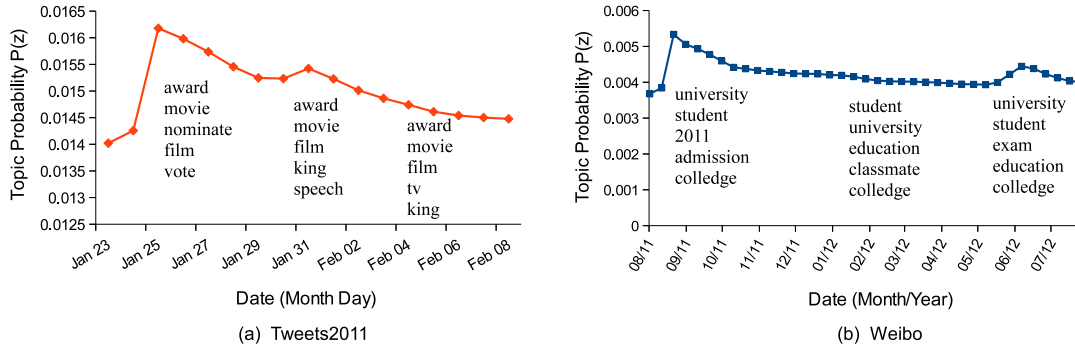 Topic Probability P(z)
0.0165
0.016
0.0155
0.015
0.0145
0.014
0.0135
0.013
0.0125
award
movie
nominate
film
vote
award
movie
film
king
speech
award
movie
film
tv
king
Jan 23
Jan 25
Jan 27
Jan 29
Jan 31
Feb 02
Feb 04
Feb 06
Feb 08
Date (Month Day)
(a) Tweets2011
Topic Probability P(z)
0.006
0.005
0.004
0.003
0.002
0.001
0
university
student
2011
admission
colledge
student
university
education
classmate
colledge
university
student
exam
education
colledge
08/11
09/11
10/11
11/11
12/11
01/12
02/12
03/12
04/12
05/12
06/12
07/12
Date (Month/Year)
(b) Weibo